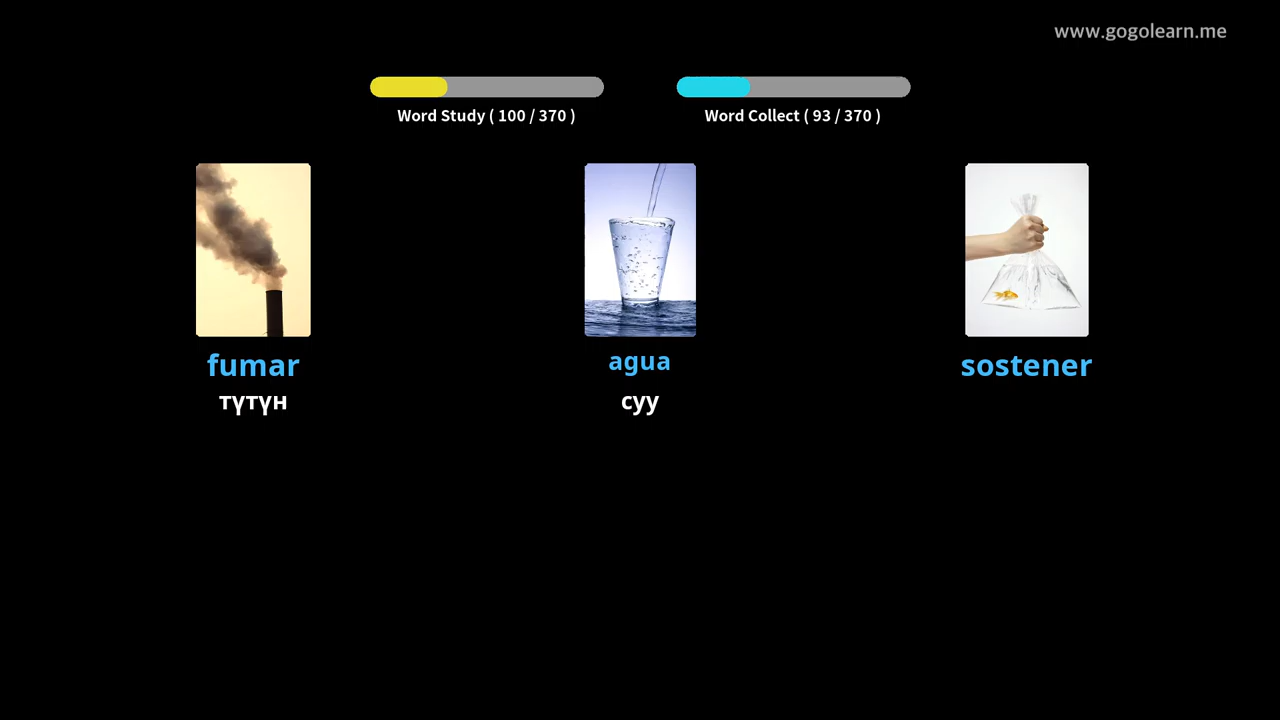 www.gogolearn.me
Word Study ( 100 / 370 )
Word Collect ( 93 / 370 )
fumar
agua
sostener
түтүн
суу